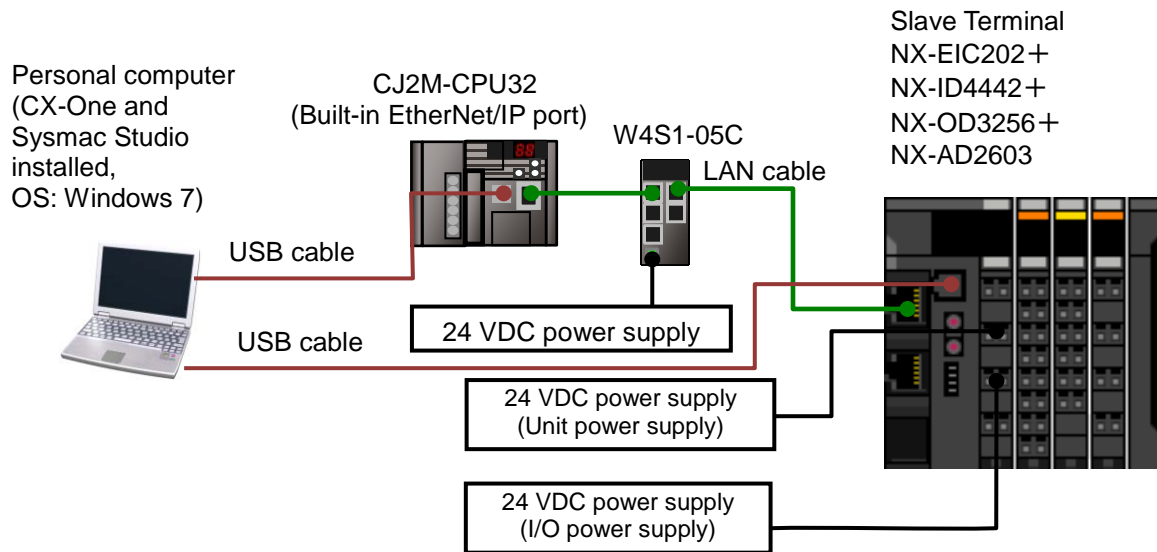 Personal computer
(CX-One and
Sysmac Studio
installed,
OS: Windows 7)
CJ2M-CPU32
(Built-in EtherNet/IP port)
88
W4S1-05C
LAN cable
Slave Terminal
NX-EIC202＋
NX-ID4442＋
NX-OD3256＋
NX-AD2603
USB cable
24 VDC power supply
USB cable
24 VDC power supply
(Unit power supply)
24 VDC power supply
(I/O power supply)